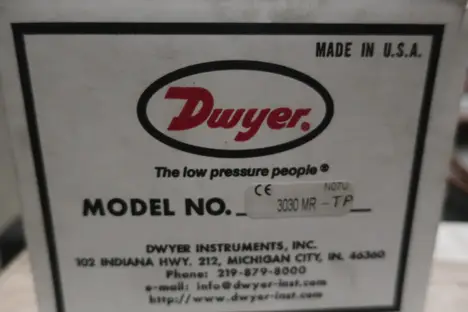 MADE IN U.S.A.
Dwyer®
The low pressure people®
CE N07U
MODEL NO. 3030 MR -TP
DWYER INSTRUMENTS, INC.
102 INDIANA HWY. 212, MICHIGAN CITY, IN. 46360
Phone: 219-879-8000
e-mail: info@dwyer-inst.com
http://www.dwyer-inst.com